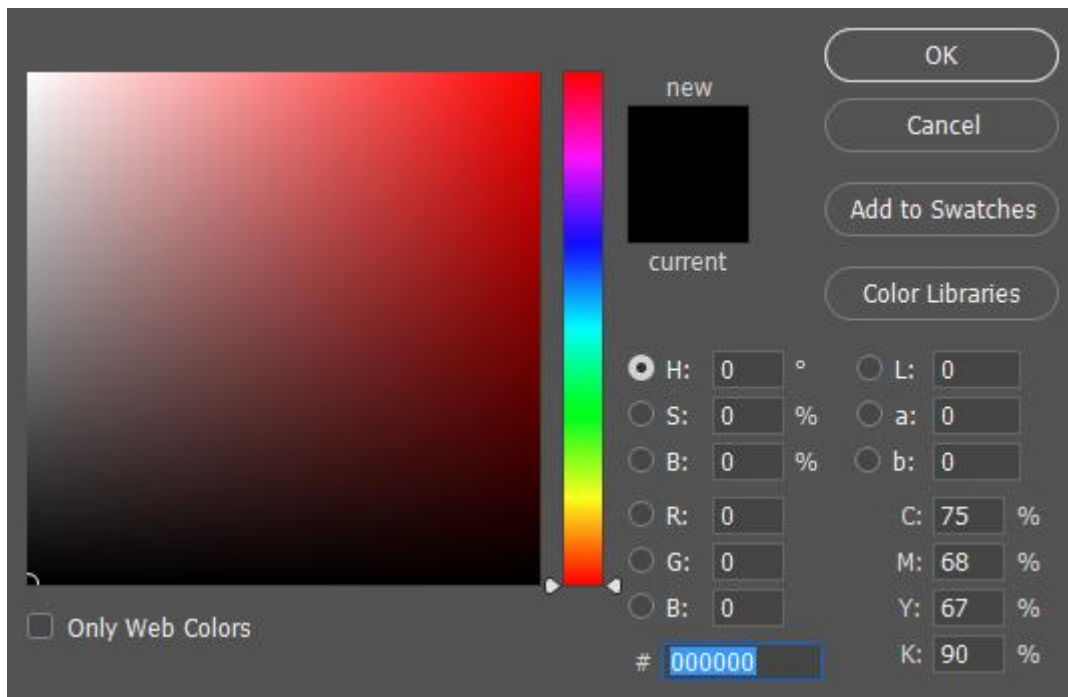 OK
new
Cancel
Add to Swatches
current
Color Libraries
H: 0 ° L: 0
S: 0 % a: 0
B: 0 % b: 0
R: 0 C: 75 %
G: 0 M: 68 %
B: 0 Y: 67 %
Only Web Colors
# 000000 K: 90 %